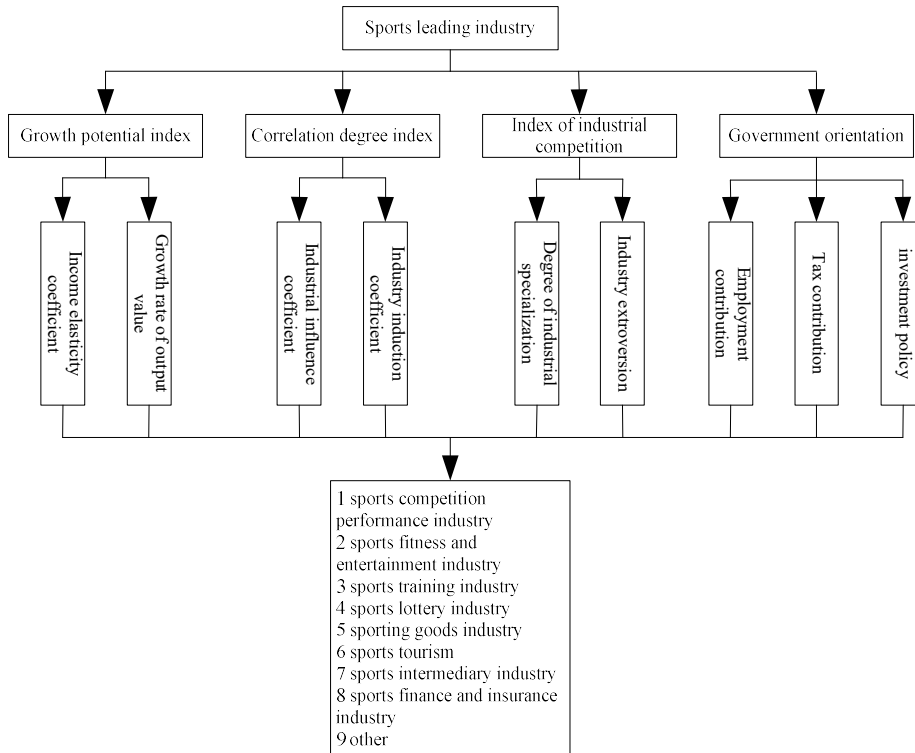 Sports leading industry
Growth potential index
Correlation degree index
Index of industrial
competition
Government orientation
Income elasticity
coefficient
Growth rate of output
value
Industrial influence
coefficient
Industry induction
coefficient
Degree of industrial
specialization
Industry extroversion
Employment
contribution
Tax contribution
investment policy
1 sports competition
performance industry
2 sports fitness and
entertainment industry
3 sports training industry
4 sports lottery industry
5 sporting goods industry
6 sports tourism
7 sports intermediary industry
8 sports finance and insurance
industry
9 other